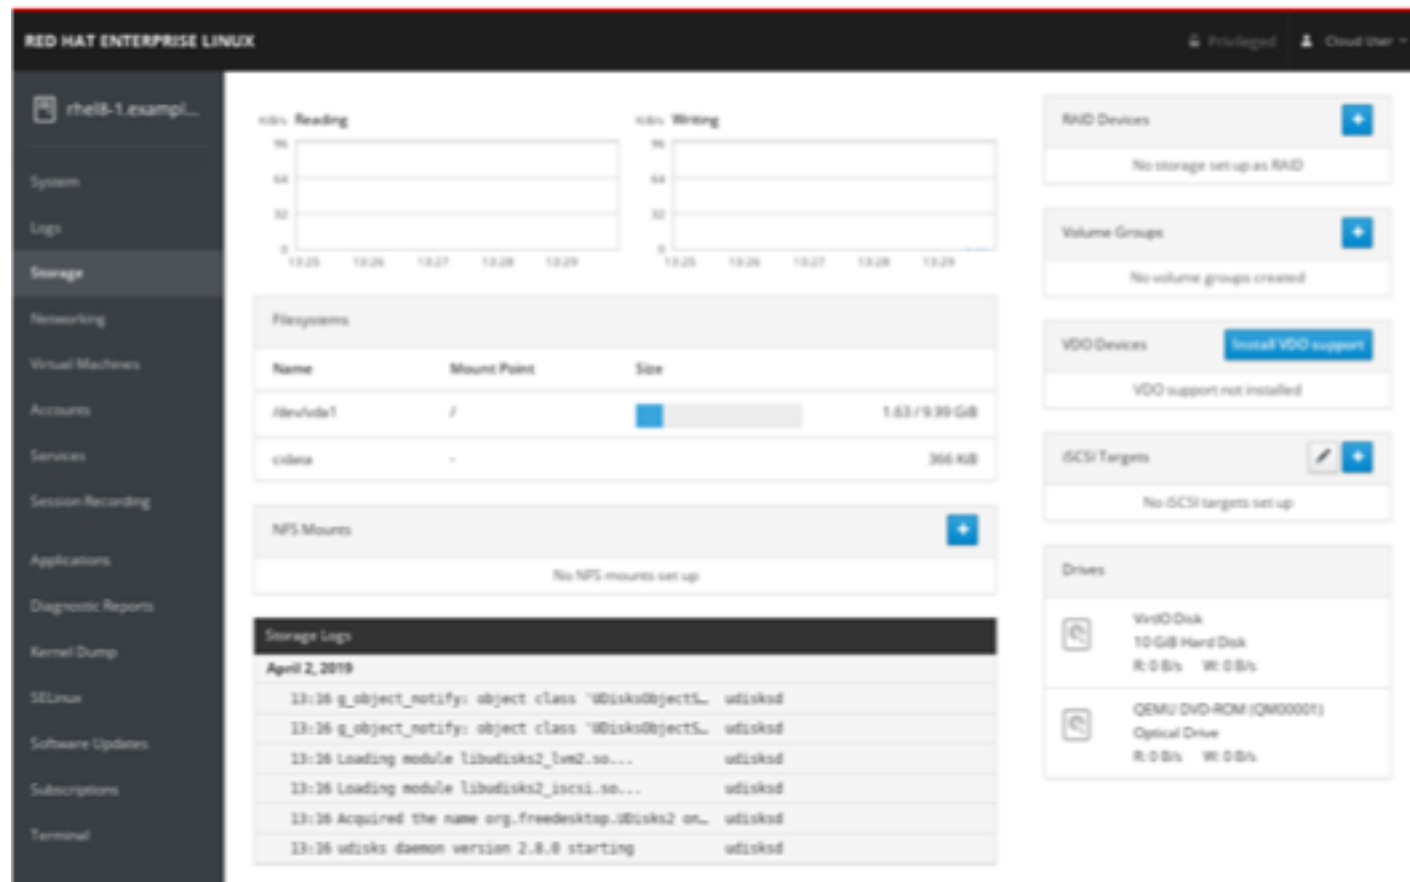 RED HAT ENTERPRISE LINUX
Privileged
Cloud User
rhel8-1.exampl...
System
Logs
Storage
Networking
Virtual Machines
Accounts
Services
Session Recording
Applications
Diagnostic Reports
Kernel Dump
SELinux
Software Updates
Subscriptions
Terminal
KiB/s Reading
96
64
32
0
13:25 13:26 13:27 13:28 13:29
KiB/s Writing
96
64
32
0
13:25 13:26 13:27 13:28 13:29
Filesystems
Name Mount Point Size
/dev/vda1 / 1.63 / 9.99 GiB
cidata - 366 KiB
NFS Mounts
No NFS mounts set up
Storage Logs
April 2, 2019
13:16 g_object_notify: object class 'UDisksObjectS… udisksd
13:16 g_object_notify: object class 'UDisksObjectS… udisksd
13:16 Loading module libudisks2_lvm2.so... udisksd
13:16 Loading module libudisks2_iscsi.so... udisksd
13:16 Acquired the name org.freedesktop.UDisks2 on… udisksd
13:16 udisks daemon version 2.8.0 starting udisksd
RAID Devices
No storage set up as RAID
Volume Groups
No volume groups created
VDO Devices Install VDO support
VDO support not installed
iSCSI Targets
No iSCSI targets set up
Drives
VirtIO Disk
10 GiB Hard Disk
R: 0 B/s W: 0 B/s
QEMU DVD-ROM (QM00001)
Optical Drive
R: 0 B/s W: 0 B/s